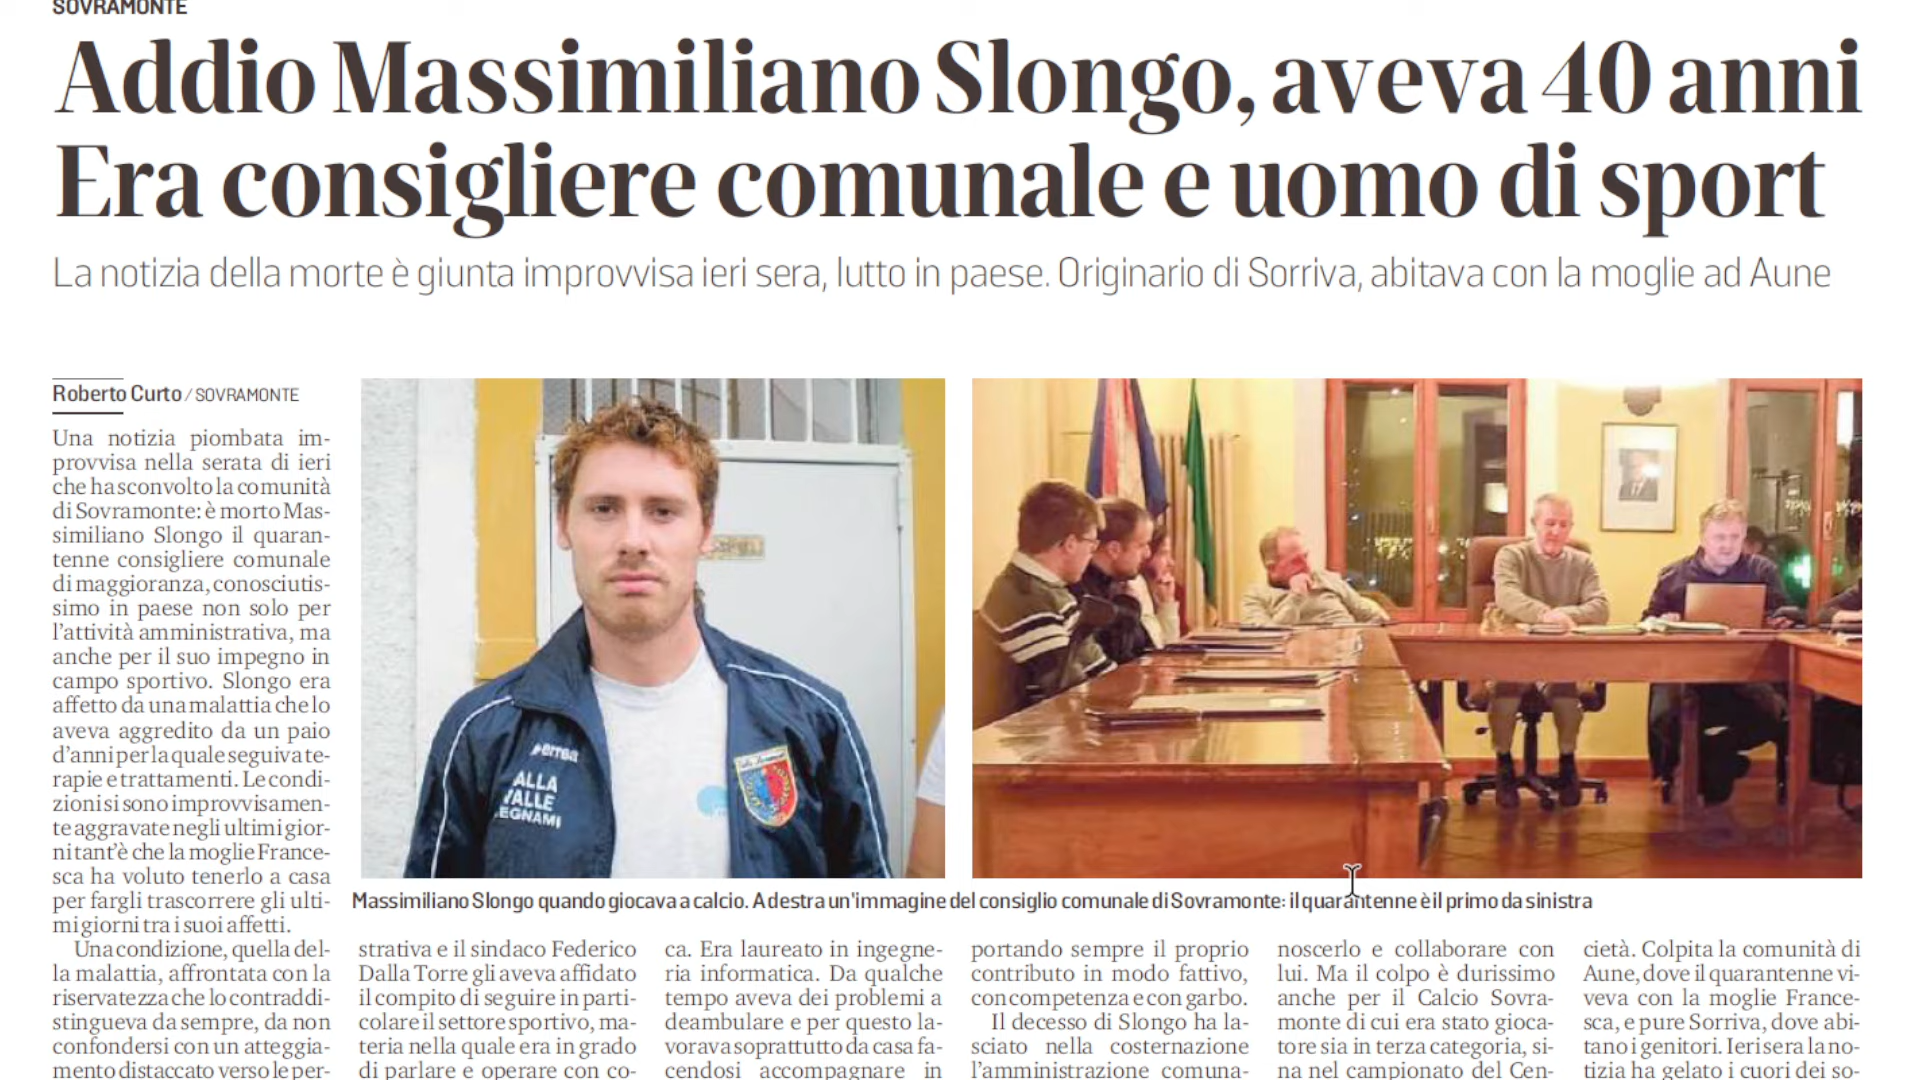 SOVRAMONTE
Addio Massimiliano Slongo, aveva 40 anni
Era consigliere comunale e uomo di sport
La notizia della morte è giunta improvvisa ieri sera, lutto in paese. Originario di Sorriva, abitava con la moglie ad Aune
Roberto Curto / SOVRAMONTE
Una notizia piombata im-
provvisa nella serata di ieri
che ha sconvolto la comunità
di Sovramonte: è morto Mas-
similiano Slongo il quaran-
tenne consigliere comunale
di maggioranza, conosciutis-
simo in paese non solo per
l'attività amministrativa, ma
anche per il suo impegno in
campo sportivo. Slongo era
affetto da una malattia che lo
aveva aggredito da un paio
d'anni per la quale seguiva te-
rapie e trattamenti. Le condi-
zioni si sono improvvisamen-
te aggravate negli ultimi gior-
ni tant'è che la moglie France-
sca ha voluto tenerlo a casa
per fargli trascorrere gli ulti-
mi giorni tra i suoi affetti.
Una condizione, quella del-
la malattia, affrontata con la
riservatezza che lo contraddi-
stingueva da sempre, da non
confondersi con un atteggia-
mento distaccato verso le per-
errea
ALLA
VALLE
LEGNAMI
Massimiliano Slongo quando giocava a calcio. A destra un'immagine del consiglio comunale di Sovramonte: il quarantenne è il primo da sinistra
strativa e il sindaco Federico
Dalla Torre gli aveva affidato
il compito di seguire in parti-
colare il settore sportivo, ma-
teria nella quale era in grado
di parlare e operare con co-
ca. Era laureato in ingegne-
ria informatica. Da qualche
tempo aveva dei problemi a
deambulare e per questo la-
vorava soprattutto da casa fa-
cendosi accompagnare in
portando sempre il proprio
contributo in modo fattivo,
con competenza e con garbo.
Il decesso di Slongo ha la-
sciato nella costernazione
l'amministrazione comuna-
noscerlo e collaborare con
lui. Ma il colpo è durissimo
anche per il Calcio Sovra-
monte di cui era stato gioca-
tore sia in terza categoria, si-
na nel campionato del Cen-
cietà. Colpita la comunità di
Aune, dove il quarantenne vi-
veva con la moglie France-
sca, e pure Sorriva, dove abi-
tano i genitori. Ieri sera la no-
tizia ha gelato i cuori dei so-